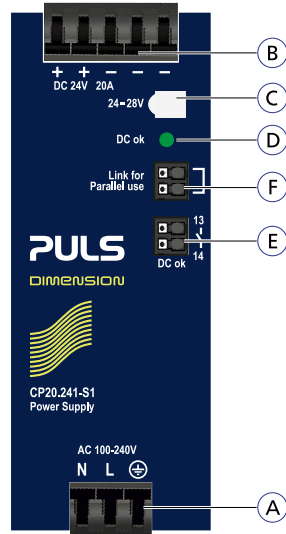 B
+ + − − −
DC 24V 20A
24–28V
C
DC ok
D
Link for
Parallel use
F
13
E
14
DC ok
PULS
DIMENSION
CP20.241-S1
Power Supply
AC 100-240V
N L
A